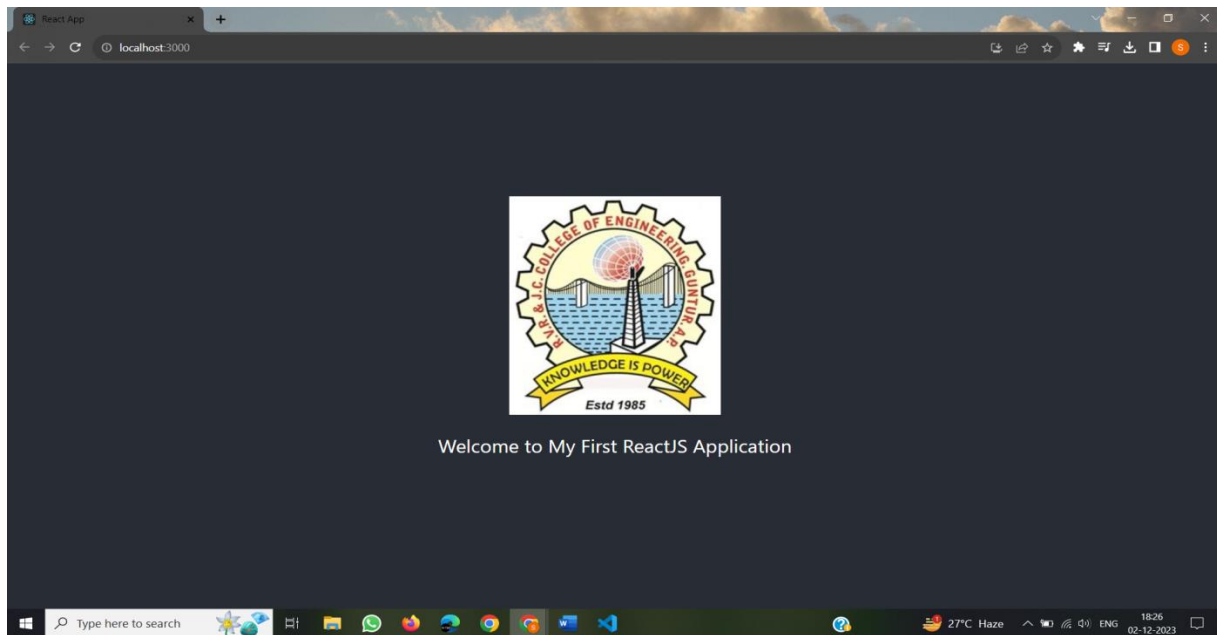 React App
localhost:3000
S
R.V.R. & J.C. COLLEGE OF ENGINEERING, GUNTUR. A.P.
KNOWLEDGE IS POWER
Estd 1985
Welcome to My First ReactJS Application
Type here to search
27°C Haze
ENG
18:26
02-12-2023